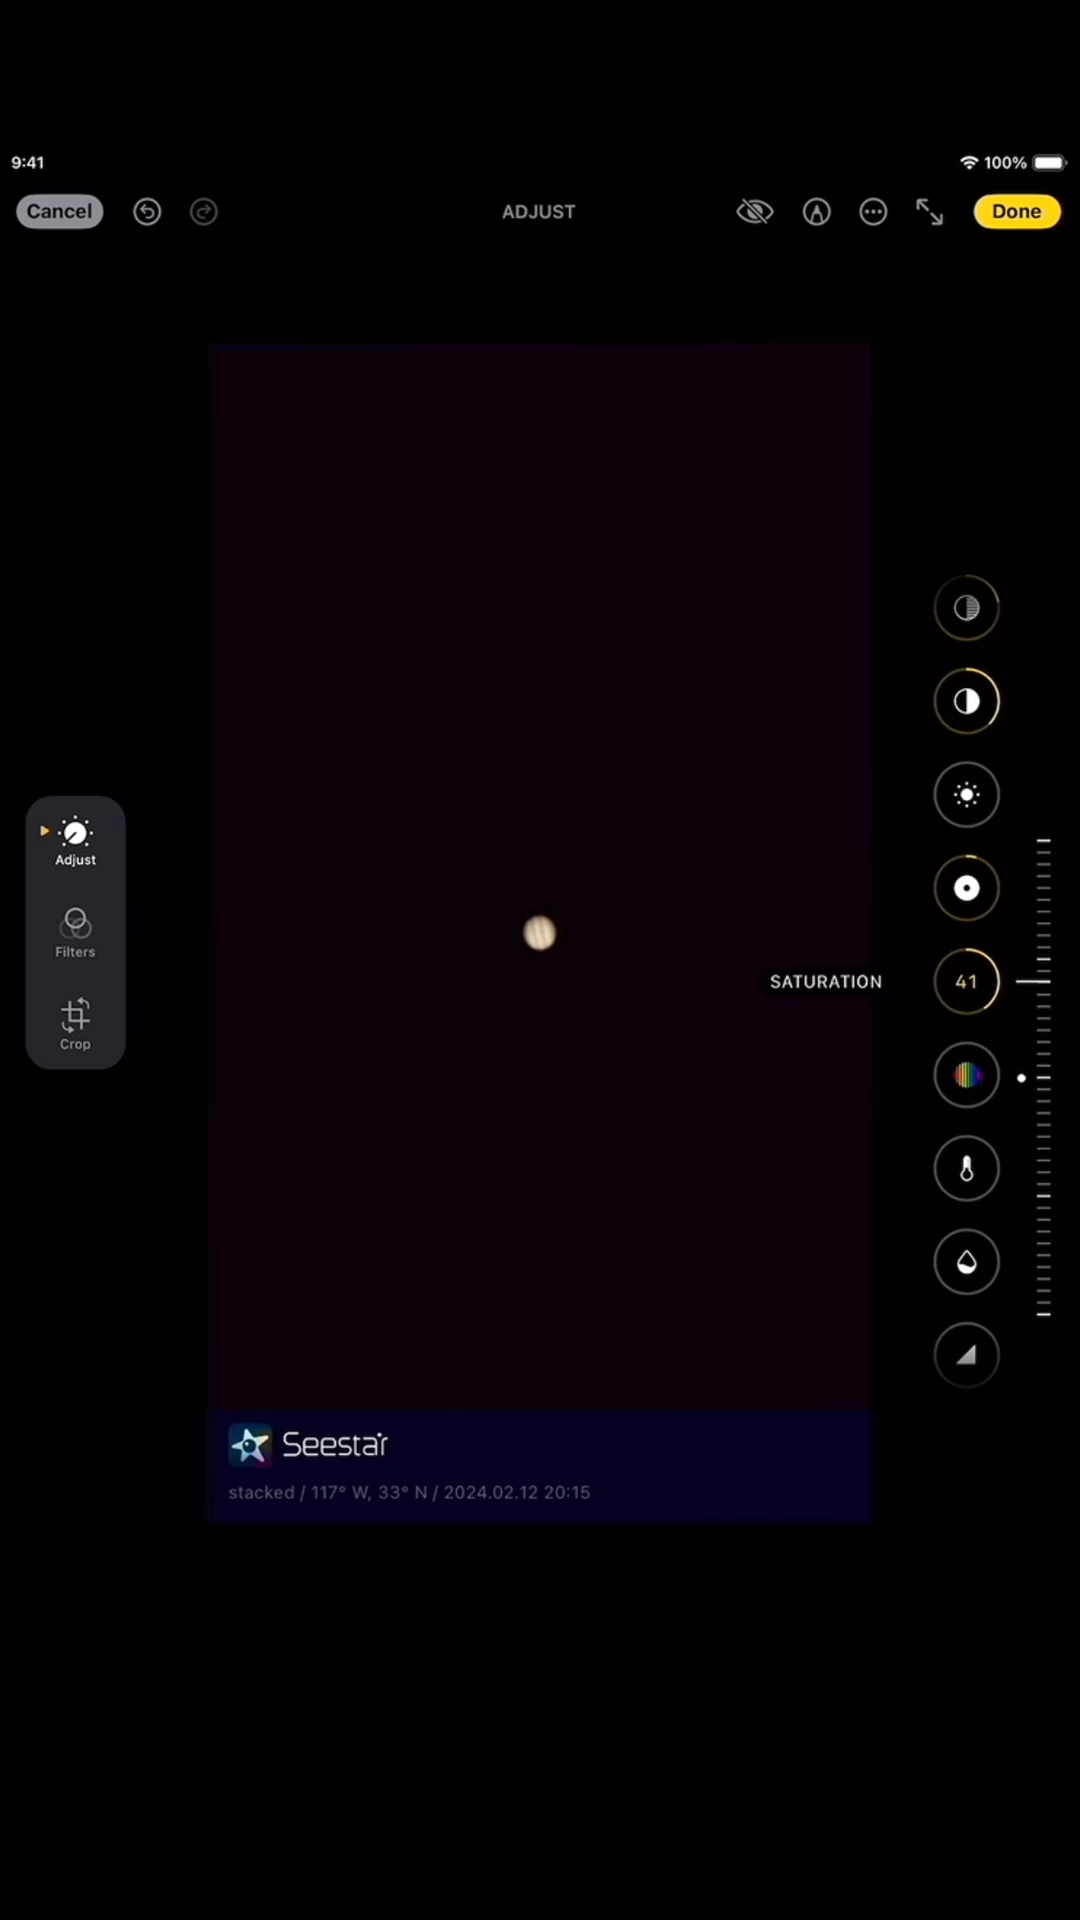 9:41
100%
Cancel
ADJUST
Done
Adjust
Filters
Crop
SATURATION
41
Seestar
stacked / 117° W, 33° N / 2024.02.12 20:15